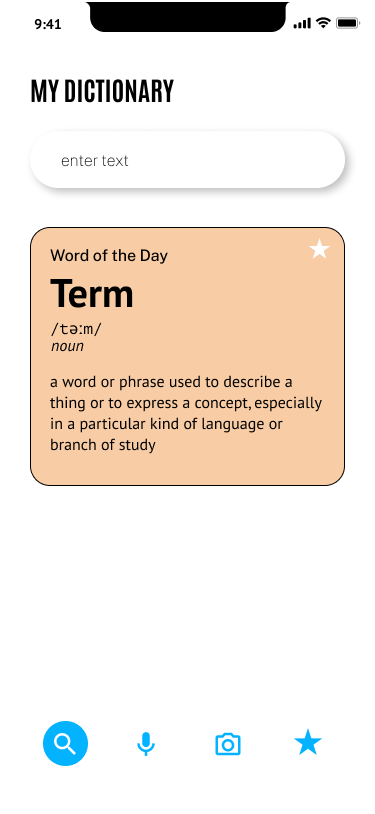 9:41
MY DICTIONARY
enter text
Word of the Day
Term
/təːm/
noun
a word or phrase used to describe a
thing or to express a concept, especially
in a particular kind of language or
branch of study